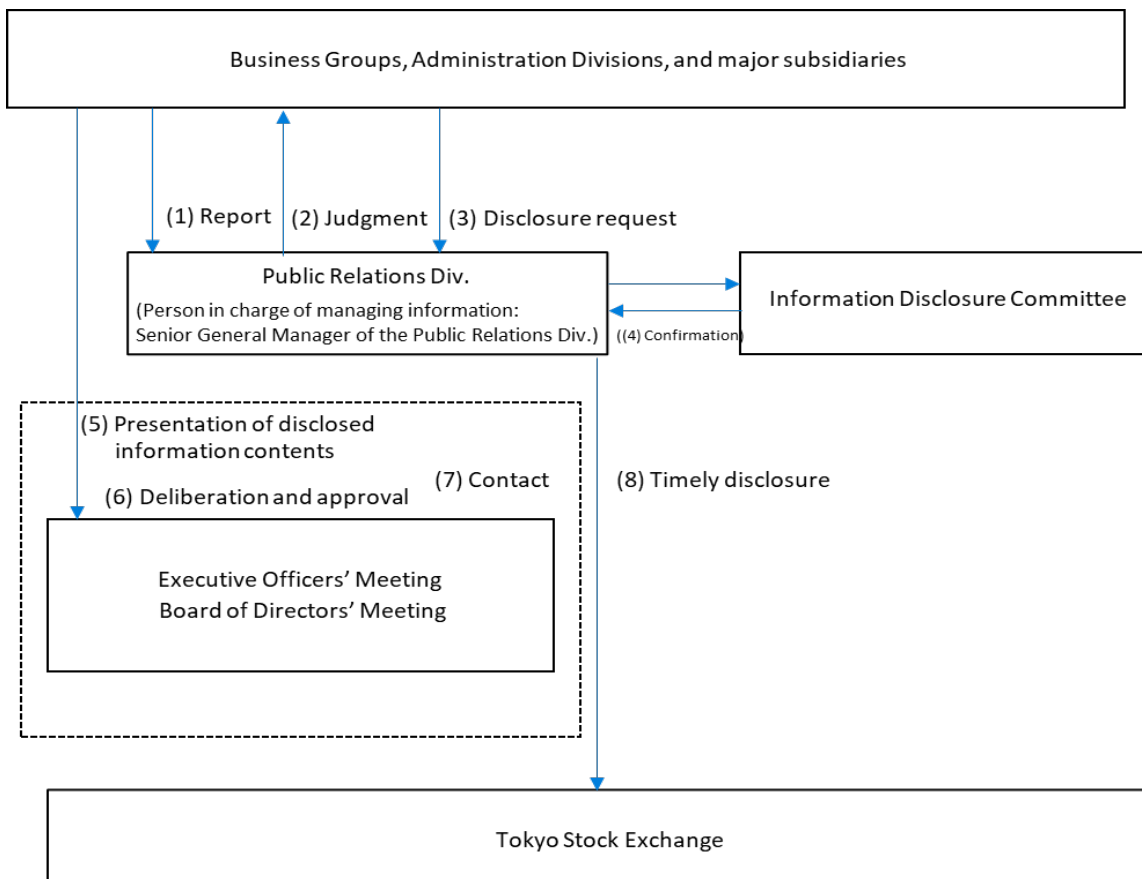 Business Groups, Administration Divisions, and major subsidiaries
(1) Report
(2) Judgment
(3) Disclosure request
Public Relations Div.
(Person in charge of managing information:
Senior General Manager of the Public Relations Div.)
((4) Confirmation)
Information Disclosure Committee
(5) Presentation of disclosed
information contents
(6) Deliberation and approval
(7) Contact
(8) Timely disclosure
Executive Officers’ Meeting
Board of Directors’ Meeting
Tokyo Stock Exchange